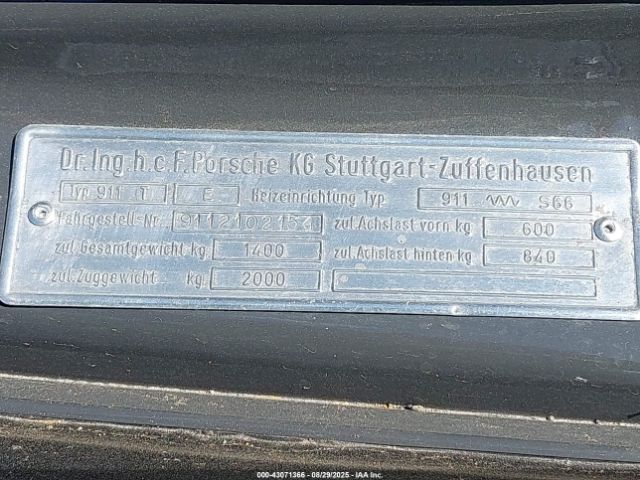 Dr. Ing. h.c. F. Porsche KG Stuttgart-Zuffenhausen
Typ 911 T E Heizeinrichtung Typ 911 S66
Fahrgestell-Nr. zul. Achslast vorn kg 600
zul. Gesamtgewicht kg 1400 zul. Achslast hinten kg 840
zul. Zuggewicht kg. 2000
000-43071366 - 08/29/2025 - IAA Inc.